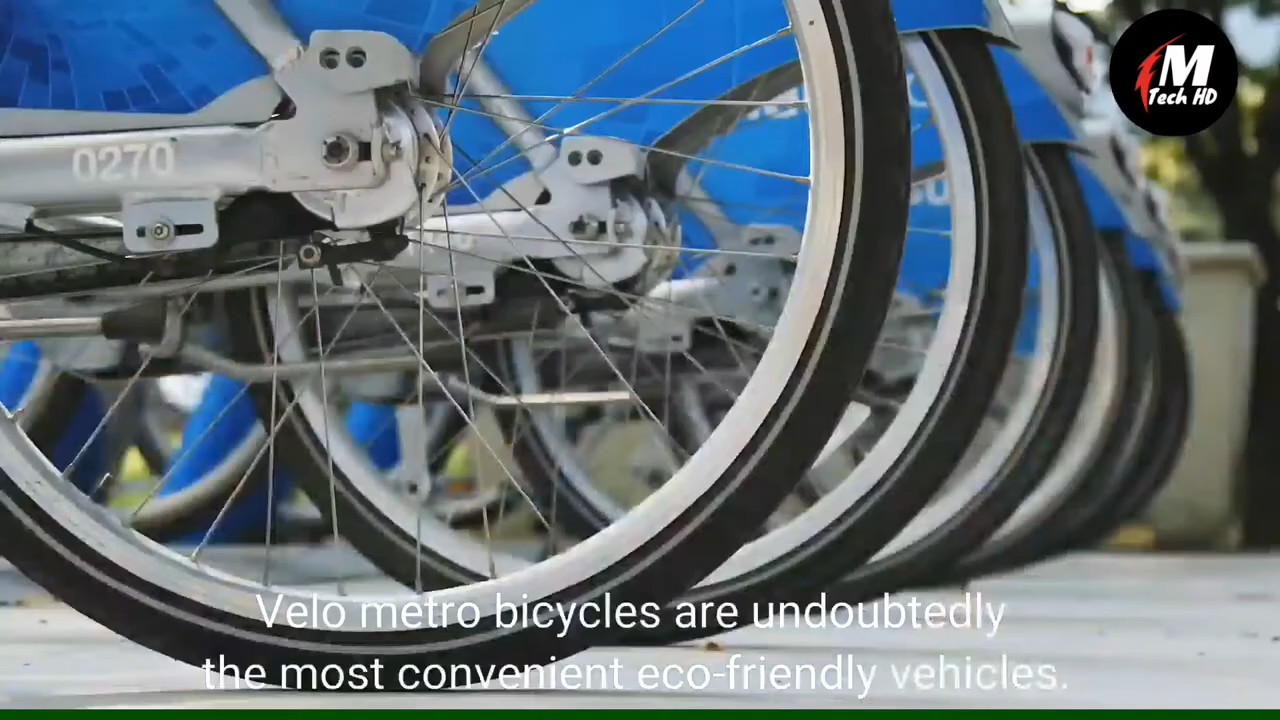 M
Tech HD
0270
Velo metro bicycles are undoubtedly
the most convenient eco-friendly vehicles.